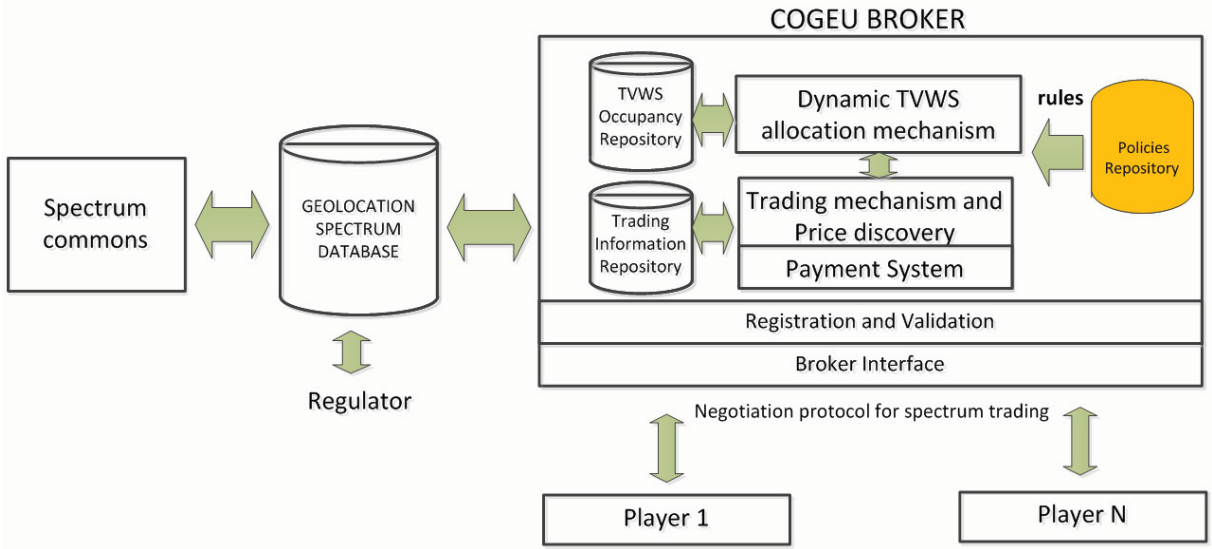 COGEU BROKER
TVWS
Occupancy
Repository
Dynamic TVWS
allocation mechanism
rules
Policies
Repository
Spectrum
commons
GEOLOCATION
SPECTRUM
DATABASE
Trading
Information
Repository
Trading mechanism and
Price discovery
Payment System
Registration and Validation
Broker Interface
Regulator
Negotiation protocol for spectrum trading
Player 1
Player N